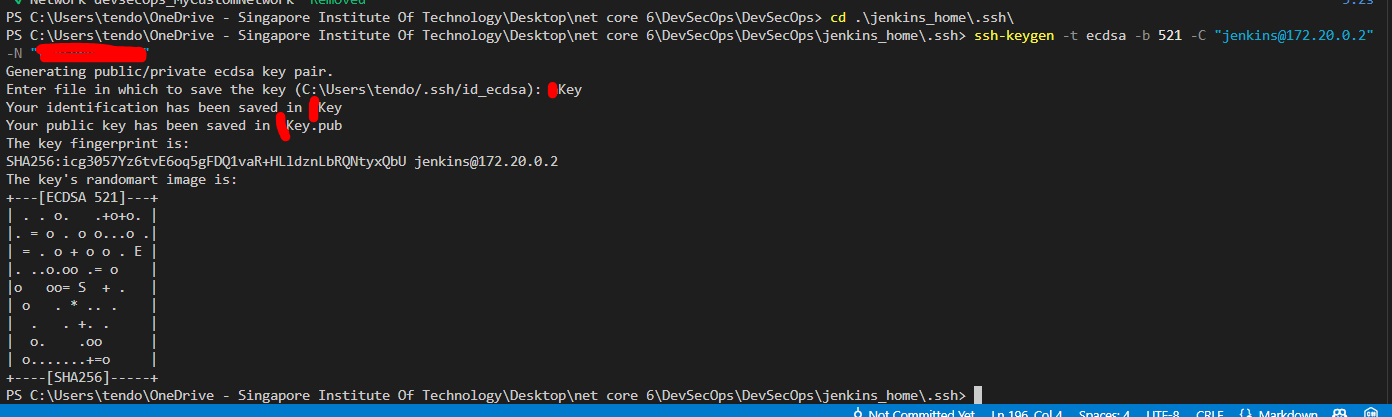 Network devsecops_MyCustomNetwork Removed 5.2s
PS C:\Users\tendo\OneDrive - Singapore Institute Of Technology\Desktop\net core 6\DevSecOps\DevSecOps> cd .\jenkins_home\.ssh\
PS C:\Users\tendo\OneDrive - Singapore Institute Of Technology\Desktop\net core 6\DevSecOps\DevSecOps\jenkins_home\.ssh> ssh-keygen -t ecdsa -b 521 -C "jenkins@172.20.0.2"
-N " "
Generating public/private ecdsa key pair.
Enter file in which to save the key (C:\Users\tendo/.ssh/id_ecdsa): Key
Your identification has been saved in Key
Your public key has been saved in Key.pub
The key fingerprint is:
SHA256:icg3057Yz6tvE6oq5gFDQ1vaR+HLldznLbRQNtyxQbU jenkins@172.20.0.2
The key's randomart image is:
+---[ECDSA 521]---+
| . . o.   .+o+o. |
|. = o . o o...o .|
| = . o + o o . E |
|. ..o.oo .= o    |
|o   oo= S  + .   |
| o   . * .. .    |
|  .   . +. .     |
|  o.    .oo      |
| o.......+=o     |
+----[SHA256]-----+
PS C:\Users\tendo\OneDrive - Singapore Institute Of Technology\Desktop\net core 6\DevSecOps\DevSecOps\jenkins_home\.ssh>
Not Committed Yet Ln 196, Col 4 Spaces: 4 UTF-8 CRLF Markdown